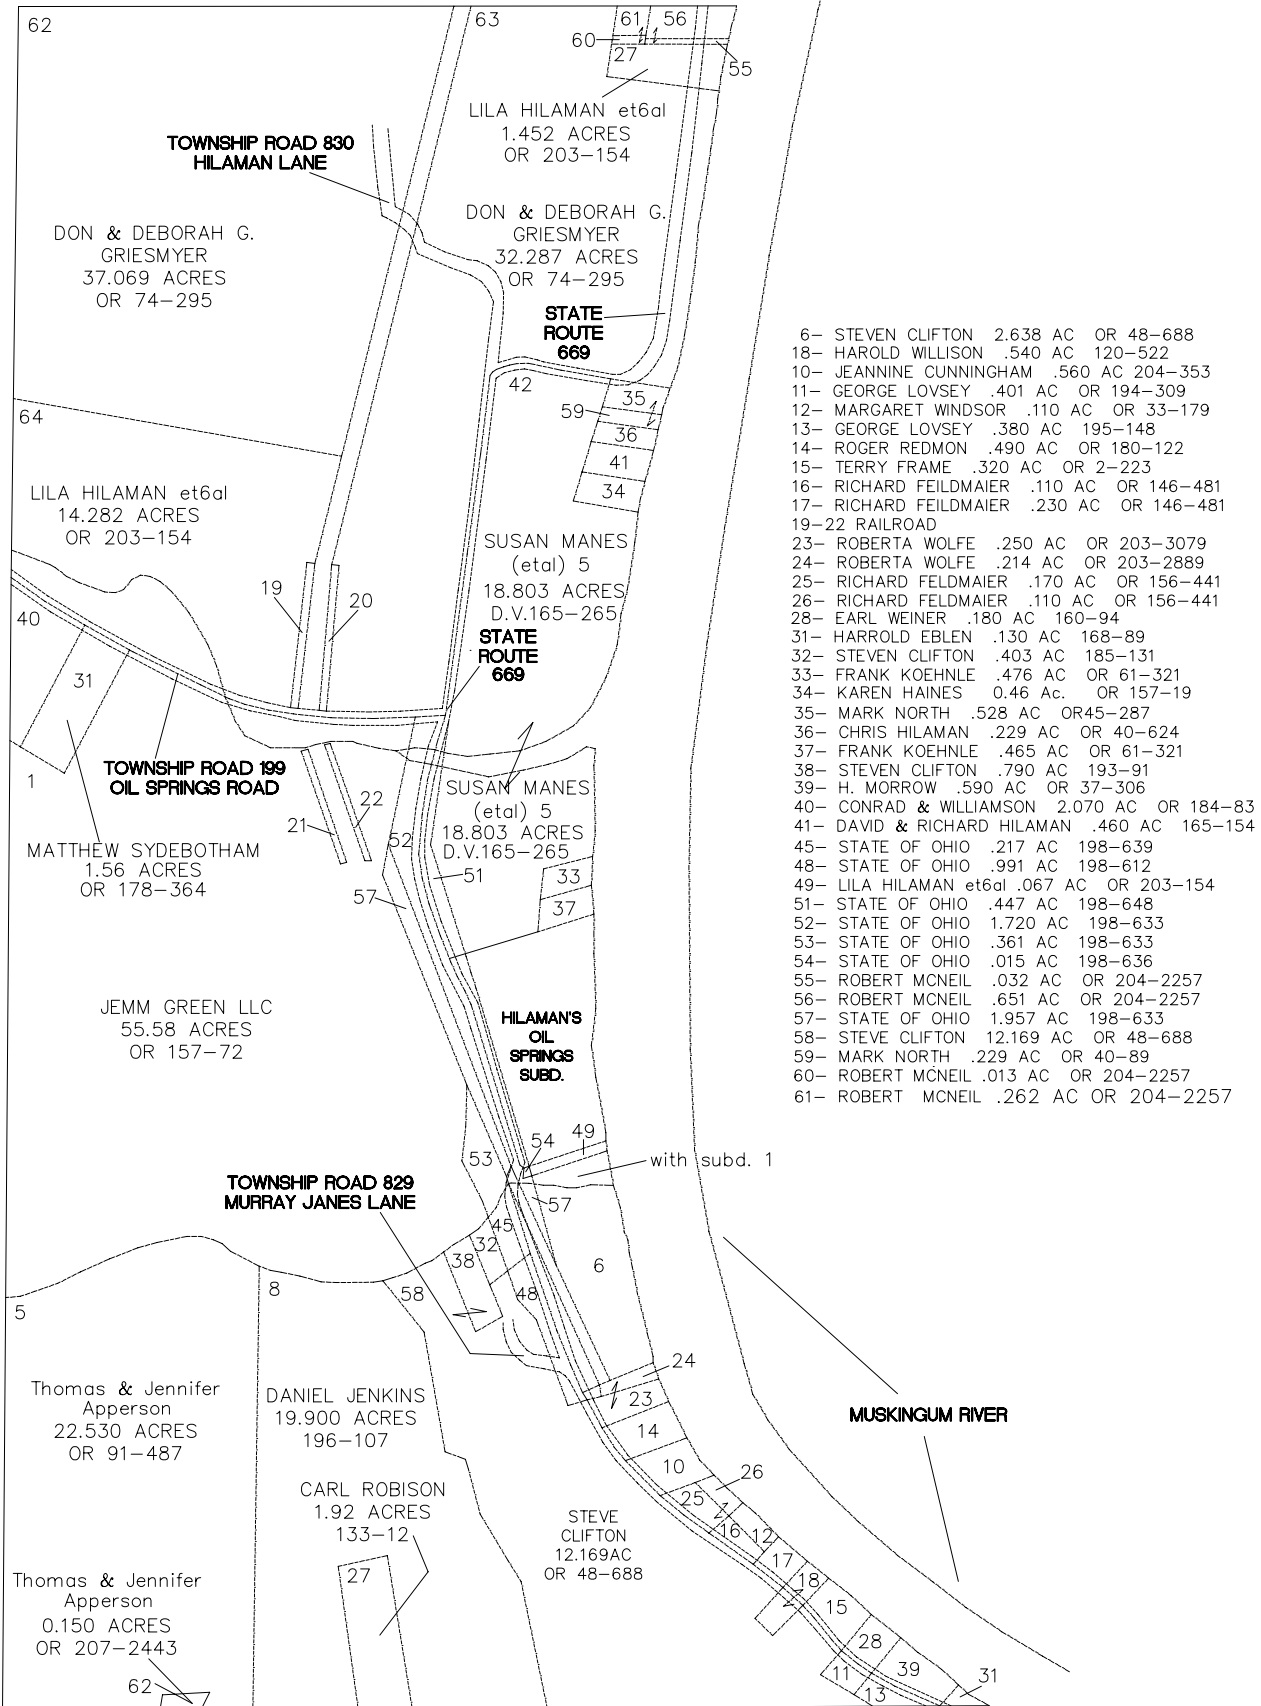 62
63
61
56
60
27
55
LILA HILAMAN et6al
1.452 ACRES
OR 203-154
TOWNSHIP ROAD 830
HILAMAN LANE
DON & DEBORAH G.
GRIESMYER
37.069 ACRES
OR 74-295
DON & DEBORAH G.
GRIESMYER
32.287 ACRES
OR 74-295
STATE
ROUTE
669
42
64
35
59
36
41
34
LILA HILAMAN et6al
14.282 ACRES
OR 203-154
SUSAN MANES
(etal) 5
18.803 ACRES
D.V.165-265
19
20
40
31
STATE
ROUTE
669
1
TOWNSHIP ROAD 199
OIL SPRINGS ROAD
21
22
52
SUSAN MANES
(etal) 5
18.803 ACRES
D.V.165-265
MATTHEW SYDEBOTHAM
1.56 ACRES
OR 178-364
57
51
33
37
JEMM GREEN LLC
55.58 ACRES
OR 157-72
HILAMAN'S
OIL
SPRINGS
SUBD.
6- STEVEN CLIFTON 2.638 AC OR 48-688
18- HAROLD WILLISON .540 AC 120-522
10- JEANNINE CUNNINGHAM .560 AC 204-353
11- GEORGE LOVSEY .401 AC OR 194-309
12- MARGARET WINDSOR .110 AC OR 33-179
13- GEORGE LOVSEY .380 AC 195-148
14- ROGER REDMON .490 AC OR 180-122
15- TERRY FRAME .320 AC OR 2-223
16- RICHARD FEILDMAIER .110 AC OR 146-481
17- RICHARD FEILDMAIER .230 AC OR 146-481
19-22 RAILROAD
23- ROBERTA WOLFE .250 AC OR 203-3079
24- ROBERTA WOLFE .214 AC OR 203-2889
25- RICHARD FELDMAIER .170 AC OR 156-441
26- RICHARD FELDMAIER .110 AC OR 156-441
28- EARL WEINER .180 AC 160-94
31- HARROLD EBLEN .130 AC 168-89
32- STEVEN CLIFTON .403 AC 185-131
33- FRANK KOEHNLE .476 AC OR 61-321
34- KAREN HAINES 0.46 Ac. OR 157-19
35- MARK NORTH .528 AC OR45-287
36- CHRIS HILAMAN .229 AC OR 40-624
37- FRANK KOEHNLE .465 AC OR 61-321
38- STEVEN CLIFTON .790 AC 193-91
39- H. MORROW .590 AC OR 37-306
40- CONRAD & WILLIAMSON 2.070 AC OR 184-83
41- DAVID & RICHARD HILAMAN .460 AC 165-154
45- STATE OF OHIO .217 AC 198-639
48- STATE OF OHIO .991 AC 198-612
49- LILA HILAMAN et6al .067 AC OR 203-154
51- STATE OF OHIO .447 AC 198-648
52- STATE OF OHIO 1.720 AC 198-633
53- STATE OF OHIO .361 AC 198-633
54- STATE OF OHIO .015 AC 198-636
55- ROBERT MCNEIL .032 AC OR 204-2257
56- ROBERT MCNEIL .651 AC OR 204-2257
57- STATE OF OHIO 1.957 AC 198-633
58- STEVE CLIFTON 12.169 AC OR 48-688
59- MARK NORTH .229 AC OR 40-89
60- ROBERT MCNEIL .013 AC OR 204-2257
61- ROBERT MCNEIL .262 AC OR 204-2257
49
54
53
with subd. 1
TOWNSHIP ROAD 829
MURRAY JANES LANE
57
45
32
38
6
48
58
8
5
24
23
14
10
MUSKINGUM RIVER
Thomas & Jennifer
Apperson
22.530 ACRES
OR 91-487
DANIEL JENKINS
19.900 ACRES
196-107
CARL ROBISON
1.92 ACRES
133-12
26
25
16
12
17
18
15
STEVE
CLIFTON
12.169AC
OR 48-688
27
Thomas & Jennifer
Apperson
0.150 ACRES
OR 207-2443
62
28
11
39
13
31